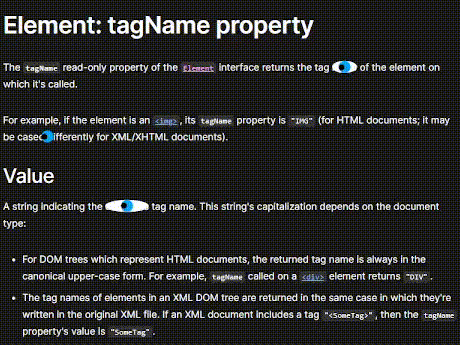 Element: tagName property
The tagName read-only property of the Element interface returns the tag of the element on
which it's called.
For example, if the element is an <img>, its tagName property is "IMG" (for HTML documents; it may
be cased ifferently for XML/XHTML documents).
Value
A string indicating the tag name. This string's capitalization depends on the document
type:
• For DOM trees which represent HTML documents, the returned tag name is always in the
canonical upper-case form. For example, tagName called on a <div> element returns "DIV".
• The tag names of elements in an XML DOM tree are returned in the same case in which they're
written in the original XML file. If an XML document includes a tag "<SomeTag>", then the tagName
property's value is "SomeTag".